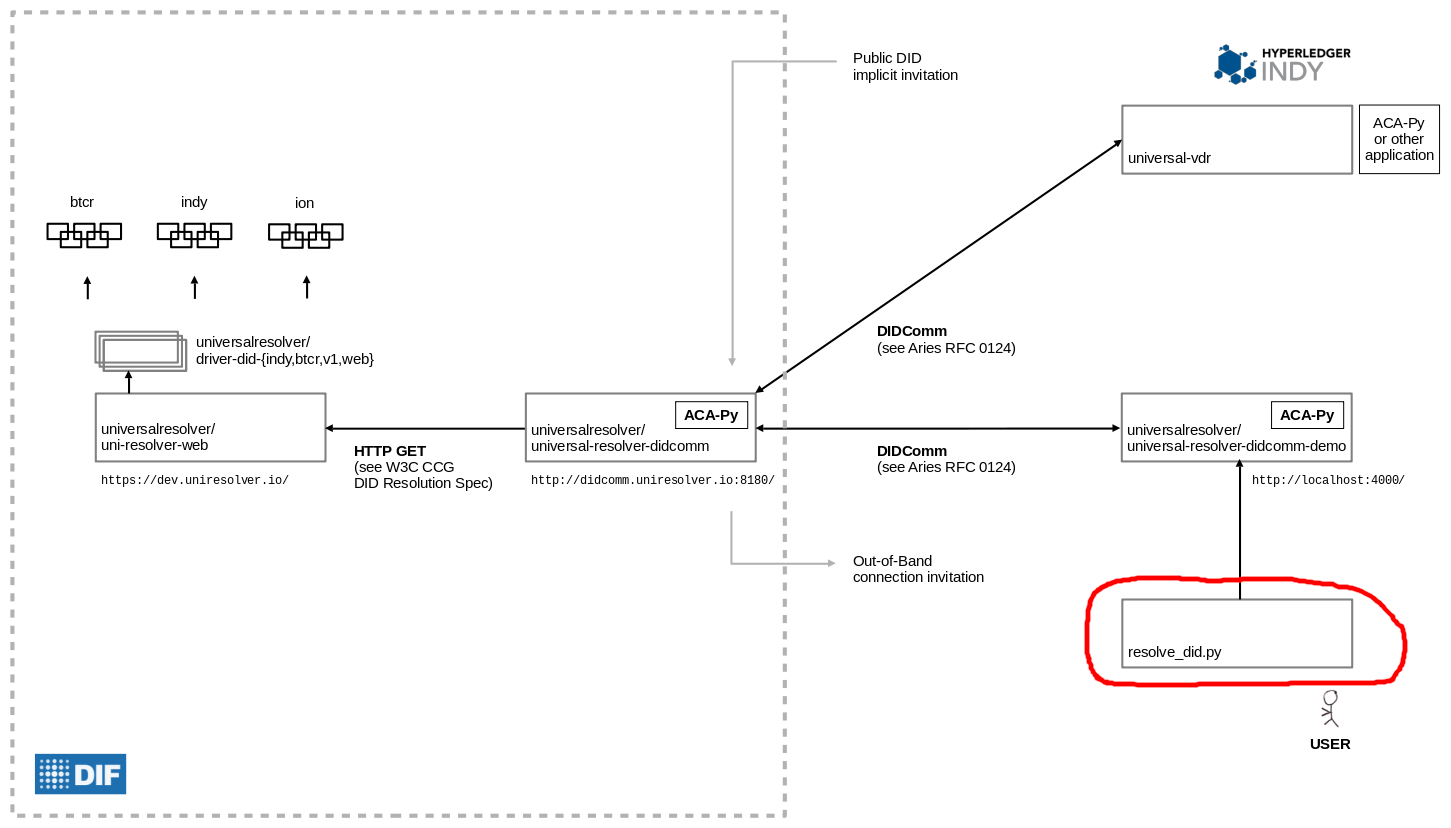 Public DID
implicit invitation
HYPERLEDGER
INDY
universal-vdr
ACA-Py
or other
application
btcr
indy
ion
universalresolver/
driver-did-{indy,btcr,v1,web}
DIDComm
(see Aries RFC 0124)
universalresolver/
uni-resolver-web
https://dev.uniresolver.io/
HTTP GET
(see W3C CCG
DID Resolution Spec)
ACA-Py
universalresolver/
universal-resolver-didcomm
http://didcomm.uniresolver.io:8180/
DIDComm
(see Aries RFC 0124)
ACA-Py
universalresolver/
universal-resolver-didcomm-demo
http://localhost:4000/
Out-of-Band
connection invitation
resolve_did.py
USER
DIF